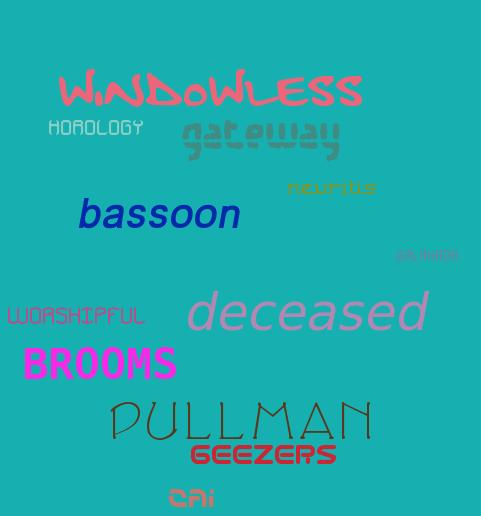 WiNDoWLESS
HOROLOGY
gateway
neuritis
bassoon
deceased
WORSHIPFUL
BROOMS
PULLMAN
GEEZERS
CAi